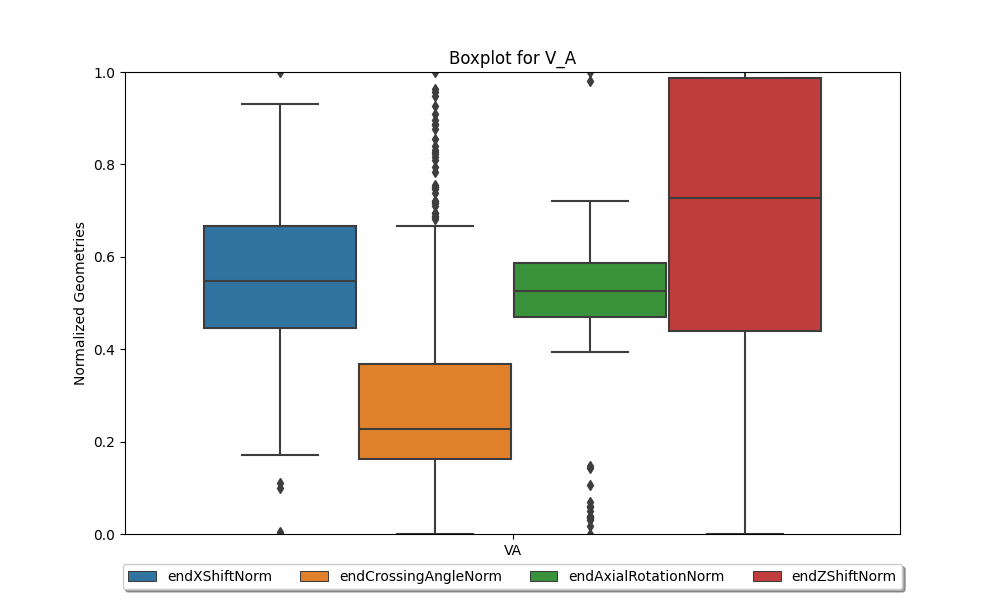 Boxplot for V_A
Normalized Geometries
1.0
0.8
0.6
0.4
0.2
0.0
VA
endXShiftNorm endCrossingAngleNorm endAxialRotationNorm endZShiftNorm